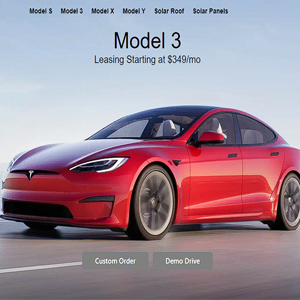 Model S Model 3 Model X Model Y Solar Roof Solar Panels
Model 3
Leasing Starting at $349/mo
Custom Order Demo Drive